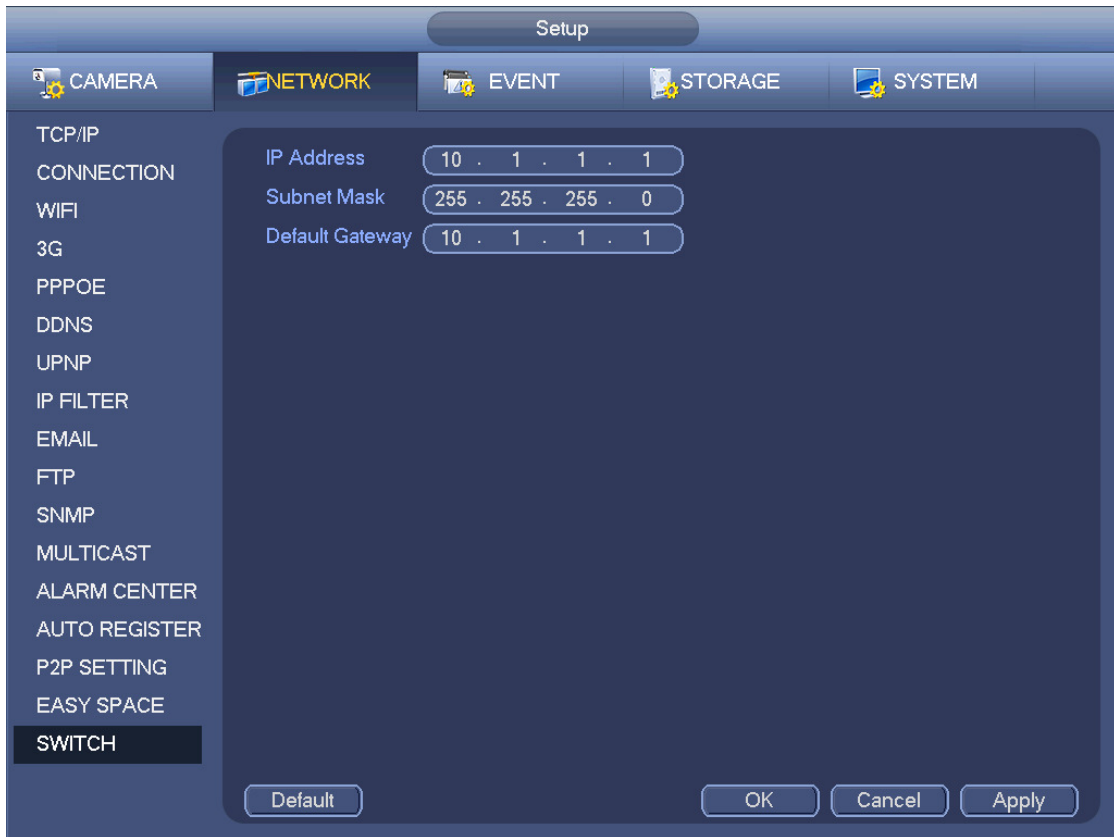 Setup
CAMERA NETWORK EVENT STORAGE SYSTEM
TCP/IP
CONNECTION
WIFI
3G
PPPOE
DDNS
UPNP
IP FILTER
EMAIL
FTP
SNMP
MULTICAST
ALARM CENTER
AUTO REGISTER
P2P SETTING
EASY SPACE
SWITCH
IP Address 10 . 1 . 1 . 1
Subnet Mask 255 . 255 . 255 . 0
Default Gateway 10 . 1 . 1 . 1
Default OK Cancel Apply